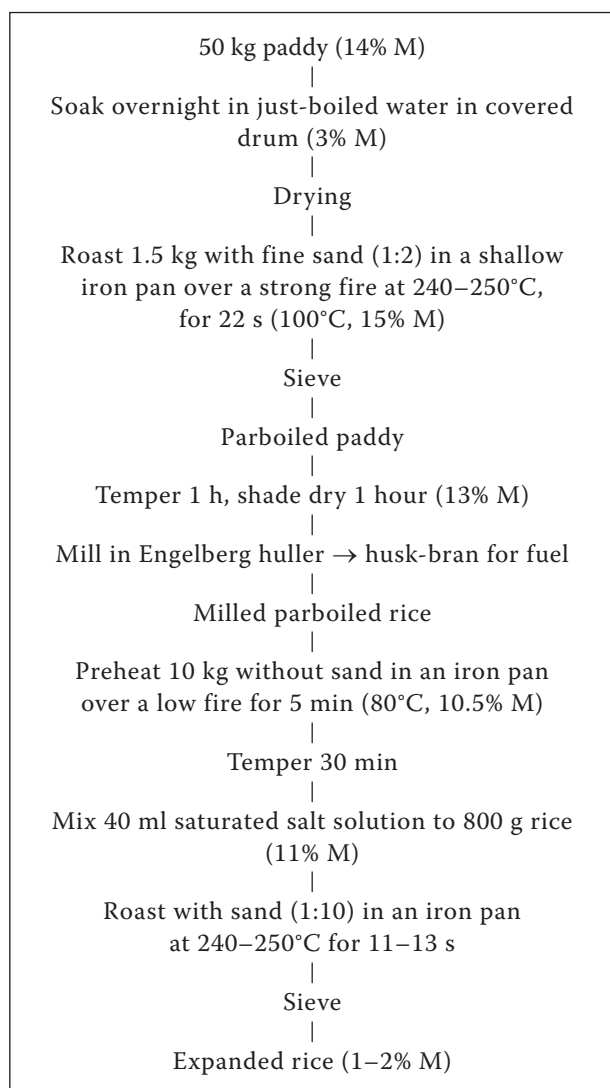 50 kg paddy (14% M)
Soak overnight in just-boiled water in covered
drum (3% M)
Drying
Roast 1.5 kg with fine sand (1:2) in a shallow
iron pan over a strong fire at 240–250°C,
for 22 s (100°C, 15% M)
Sieve
Parboiled paddy
Temper 1 h, shade dry 1 hour (13% M)
Mill in Engelberg huller → husk-bran for fuel
Milled parboiled rice
Preheat 10 kg without sand in an iron pan
over a low fire for 5 min (80°C, 10.5% M)
Temper 30 min
Mix 40 ml saturated salt solution to 800 g rice
(11% M)
Roast with sand (1:10) in an iron pan
at 240–250°C for 11–13 s
Sieve
Expanded rice (1–2% M)